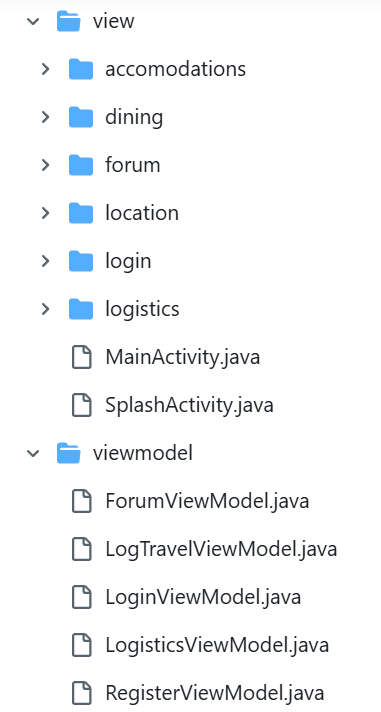 view
accomodations
dining
forum
location
login
logistics
MainActivity.java
SplashActivity.java
viewmodel
ForumViewModel.java
LogTravelViewModel.java
LoginViewModel.java
LogisticsViewModel.java
RegisterViewModel.java